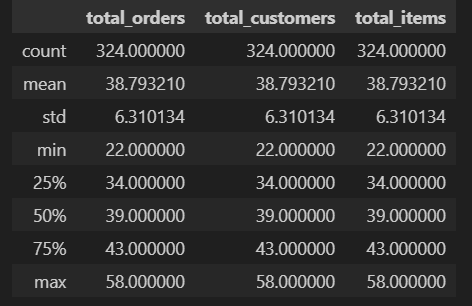 total_orders total_customers total_items
count 324.000000 324.000000 324.000000
mean 38.793210 38.793210 38.793210
std 6.310134 6.310134 6.310134
min 22.000000 22.000000 22.000000
25% 34.000000 34.000000 34.000000
50% 39.000000 39.000000 39.000000
75% 43.000000 43.000000 43.000000
max 58.000000 58.000000 58.000000